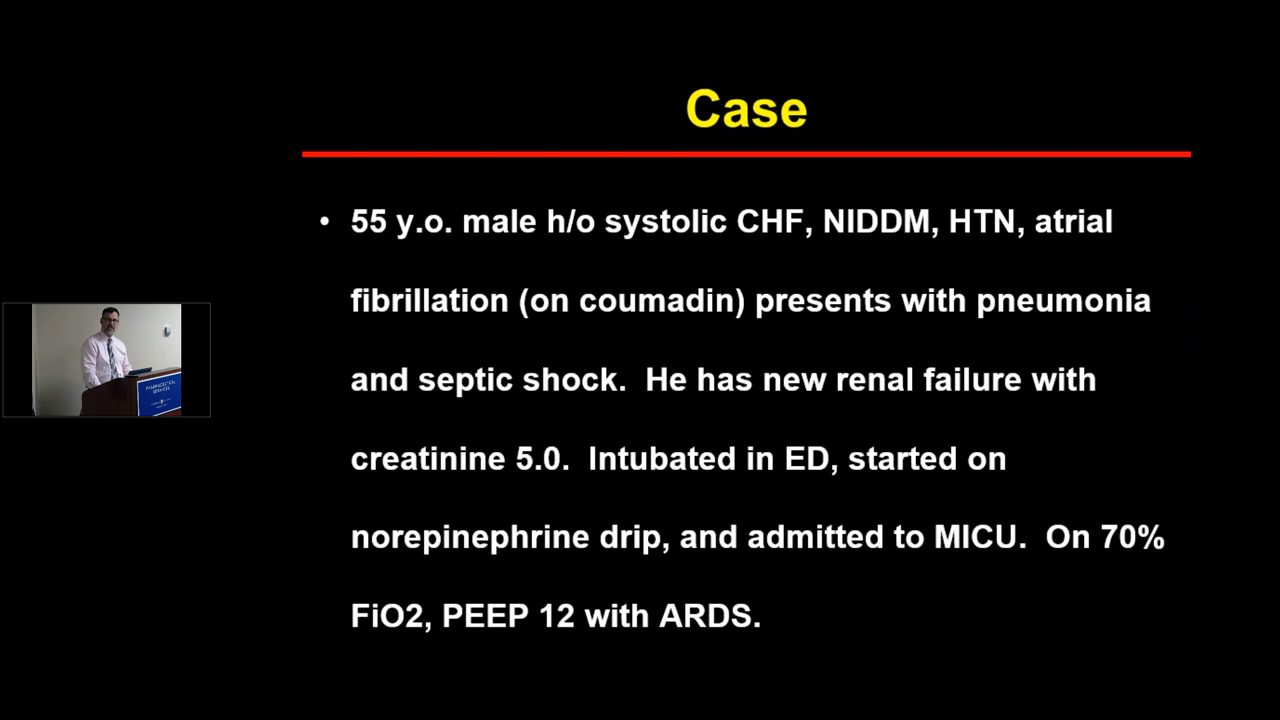 Case
• 55 y.o. male h/o systolic CHF, NIDDM, HTN, atrial
fibrillation (on coumadin) presents with pneumonia
and septic shock.  He has new renal failure with
creatinine 5.0.  Intubated in ED, started on
norepinephrine drip, and admitted to MICU.  On 70%
FiO2, PEEP 12 with ARDS.
PHARMACEUTICAL
SERVICES